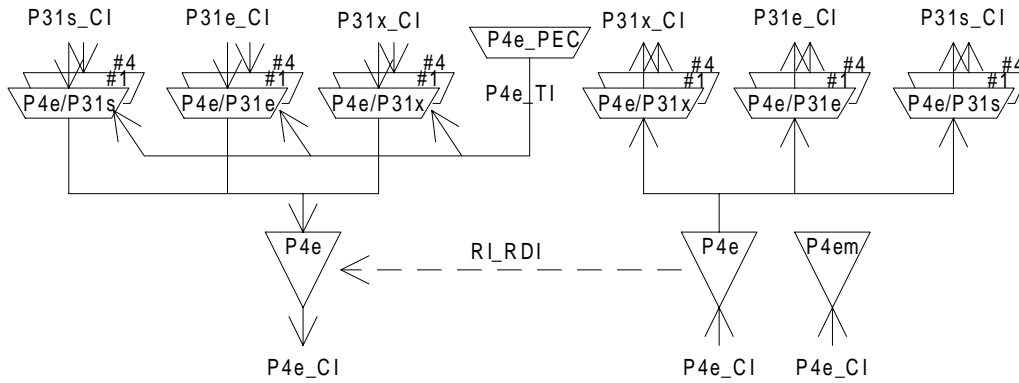 P31s_CI P31e_CI P31x_CI P4e_PEC P31x_CI P31e_CI P31s_CI
#4 #4 #4 #4 #4 #4
#1 #1 #1 #1 #1 #1
P4e/P31s P4e/P31e P4e/P31x P4e_TI P4e/P31x P4e/P31e P4e/P31s
P4e RI_RDI P4e P4em
P4e_CI P4e_CI P4e_CI